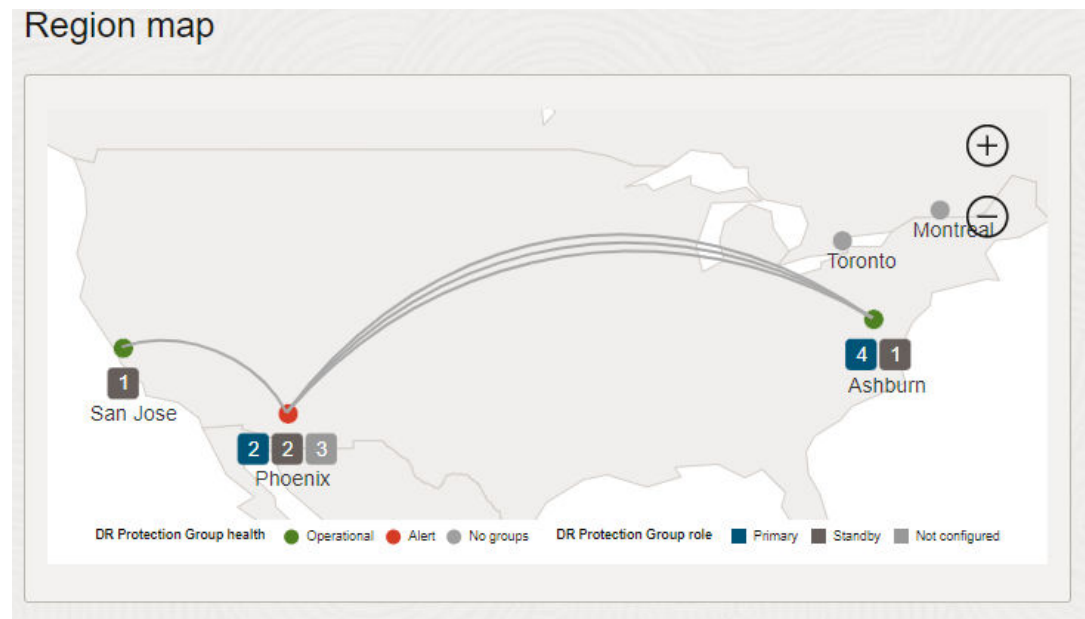 Region map
Montreal
Toronto
4 1
Ashburn
1
San Jose
2 2 3
Phoenix
DR Protection Group health Operational Alert No groups DR Protection Group role Primary Standby Not configured